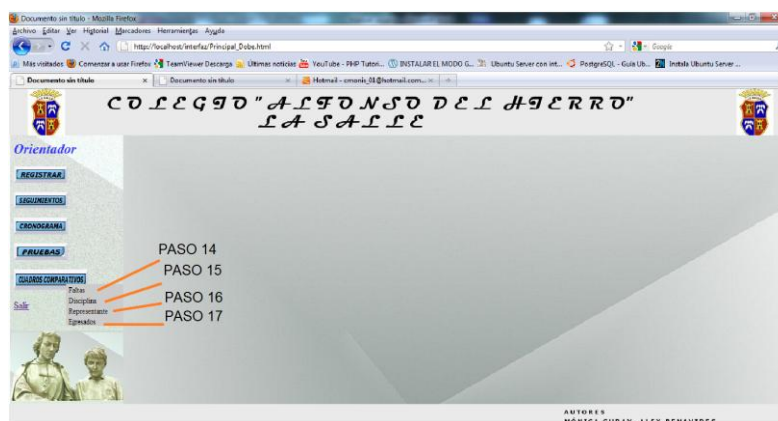 Documento sin título - Mozilla Firefox
Archivo Editar Ver Historial Marcadores Herramientas Ayuda
http://localhost/interfaz/Principal_Dobe.html
Google
Más visitados Comenzar a usar Firefox TeamViewer Descarga Últimas noticias YouTube - PHP Tutori... INSTALAR EL MODO G... Ubuntu Server con int... PostgreSQL - Guía Ub... Instala Ubuntu Server ...
Documento sin título
Documento sin título
Hotmail - @hotmail.com...
COLEGIO "ALFONSO DEL HIERRO"
LA SALLE
Orientador
REGISTRAR
SEGUIMIENTOS
CRONOGRAMA
PRUEBAS
PASO 14
PASO 15
CUADROS COMPARATIVOS
Faltas
Disciplina
PASO 16
Salir
Representante
PASO 17
Egresados
AUTORES